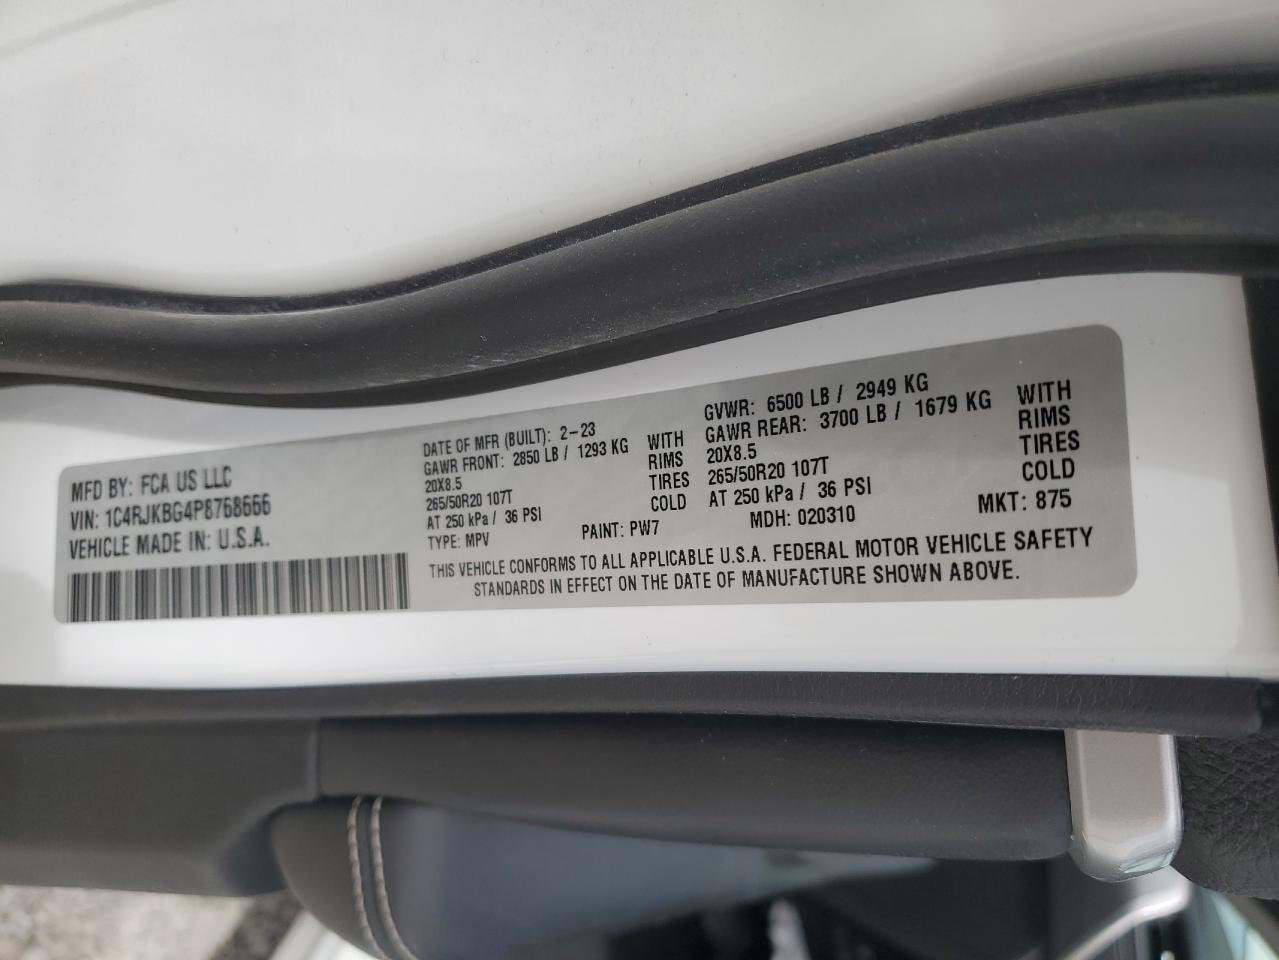 MFD BY: FCA US LLC
VIN: 1C4RJKBG4P8768666
VEHICLE MADE IN: U.S.A.
DATE OF MFR (BUILT): 2-23
GAWR FRONT: 2850 LB / 1293 KG WITH
20X8.5 RIMS
265/50R20 107T TIRES
AT 250 kPa / 36 PSI COLD
TYPE: MPV PAINT: PW7
GVWR: 6500 LB / 2949 KG
GAWR REAR: 3700 LB / 1679 KG WITH
20X8.5 RIMS
265/50R20 107T TIRES
AT 250 kPa / 36 PSI COLD
MDH: 020310 MKT: 875
THIS VEHICLE CONFORMS TO ALL APPLICABLE U.S.A. FEDERAL MOTOR VEHICLE SAFETY
STANDARDS IN EFFECT ON THE DATE OF MANUFACTURE SHOWN ABOVE.